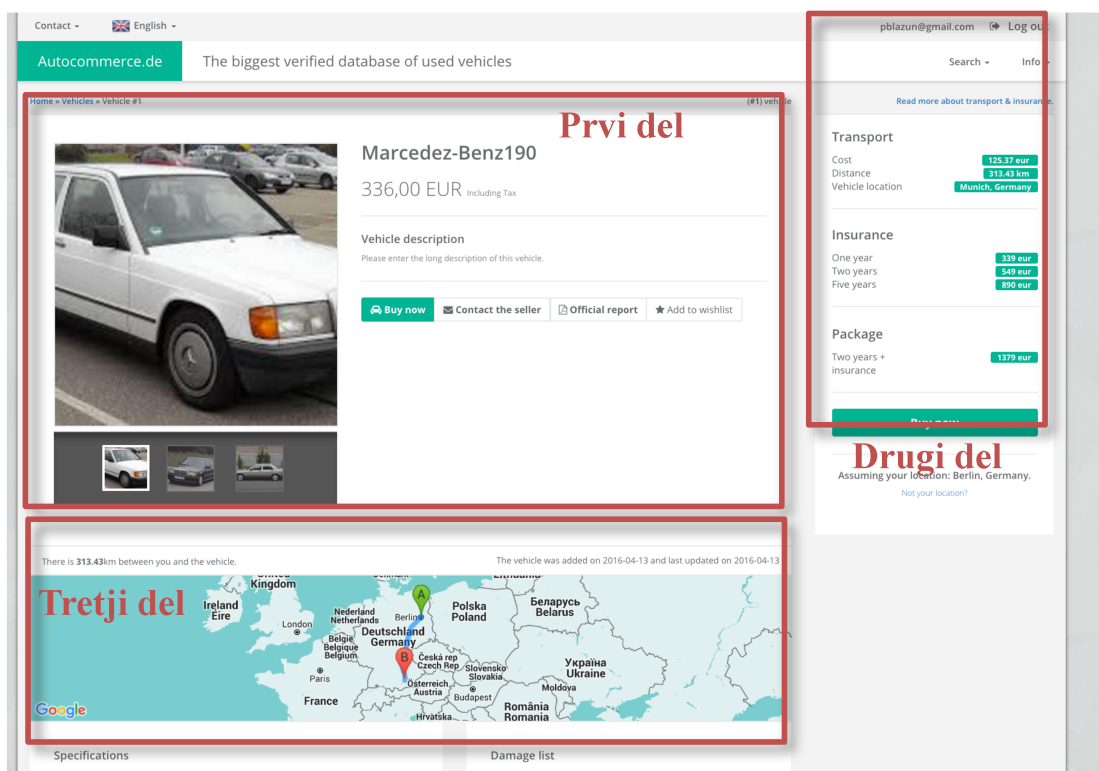 Contact
English
pblazun@gmail.com
Log out
Autocommerce.de
The biggest verified database of used vehicles
Search
Info
Home » Vehicles » Vehicle #1
(#1) vehicle
Read more about transport & insurance.
Prvi del
Marcedez-Benz190
336,00 EUR Including Tax
Vehicle description
Please enter the long description of this vehicle.
Buy now
Contact the seller
Official report
Add to wishlist
Transport
Cost 125.37 eur
Distance 313.43 km
Vehicle location Munich, Germany
Insurance
One year 339 eur
Two years 549 eur
Five years 890 eur
Package
Two years + 1379 eur
insurance
Buy now
Drugi del
Assuming your location: Berlin, Germany.
Not your location?
There is 313.43km between you and the vehicle.
The vehicle was added on 2016-04-13 and last updated on 2016-04-13
Tretji del
Kingdom
Ireland
Éire
London
Nederland
Netherlands
Berlin
A
Polska
Poland
Беларусь
Belarus
België
Belgique
Belgium
Deutschland
Germany
B
Česká rep
Czech Rep
Slovensko
Slovakia
Україна
Ukraine
Paris
Österreich
Austria
Budapest
Moldova
France
România
Romania
Hrvatska
Google
Specifications
Damage list